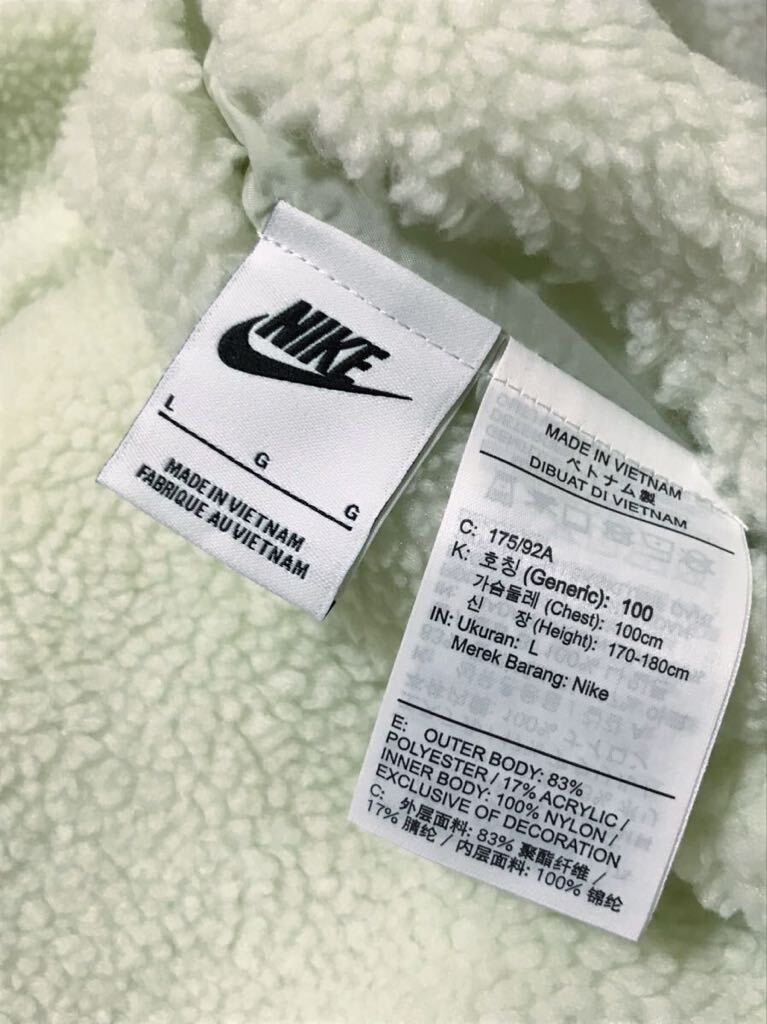 NIKE
L
G
G
MADE IN VIETNAM
FABRIQUE AU VIETNAM
MADE IN VIETNAM
ベトナム製
DIBUAT DI VIETNAM
C: 175/92A
K: 호칭 (Generic): 100
가슴둘레 (Chest): 100cm
신 장 (Height): 170-180cm
IN: Ukuran: L
Merek Barang: Nike
E: OUTER BODY: 83%
POLYESTER / 17% ACRYLIC /
INNER BODY: 100% NYLON /
EXCLUSIVE OF DECORATION
C: 外层面料: 83% 聚酯纤维 /
17% 腈纶 / 内层面料: 100% 锦纶